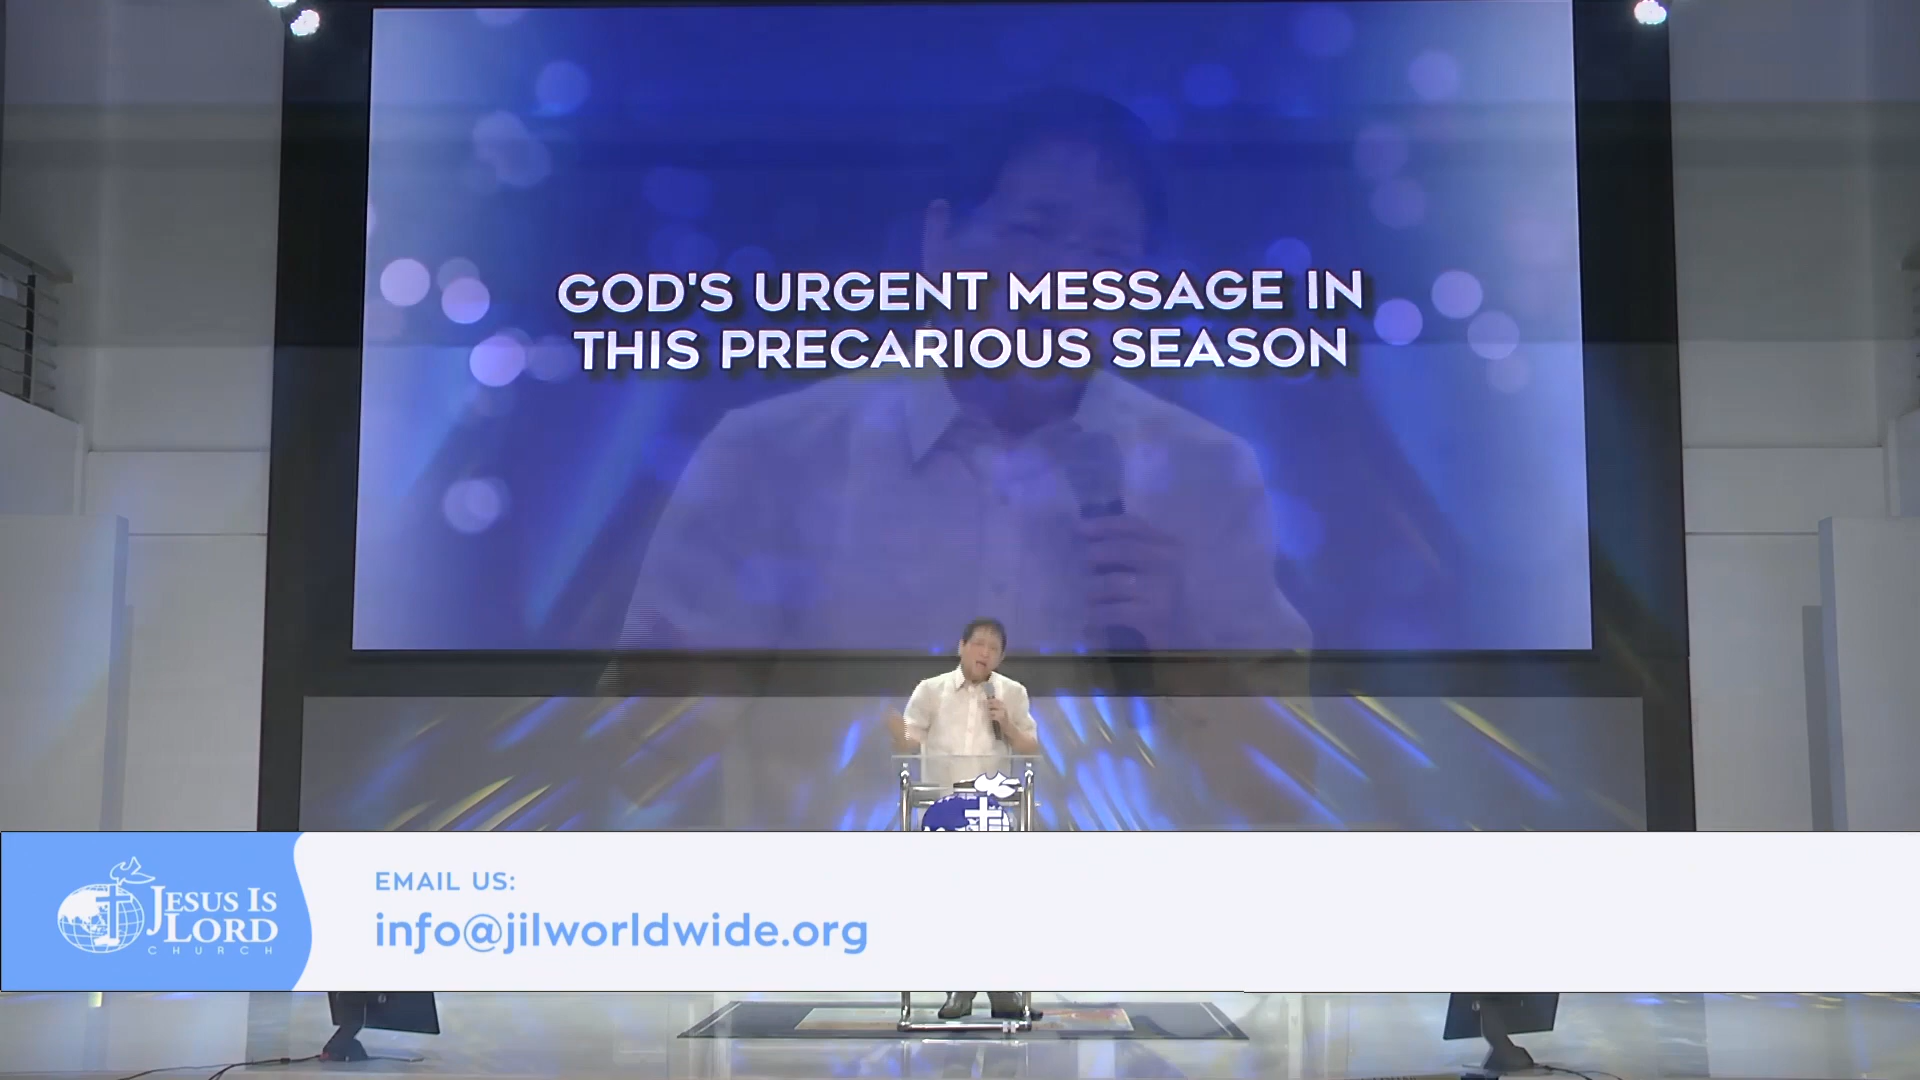 GOD'S URGENT MESSAGE IN
THIS PRECARIOUS SEASON
JESUS IS
LORD
CHURCH
EMAIL US:
info@jilworldwide.org